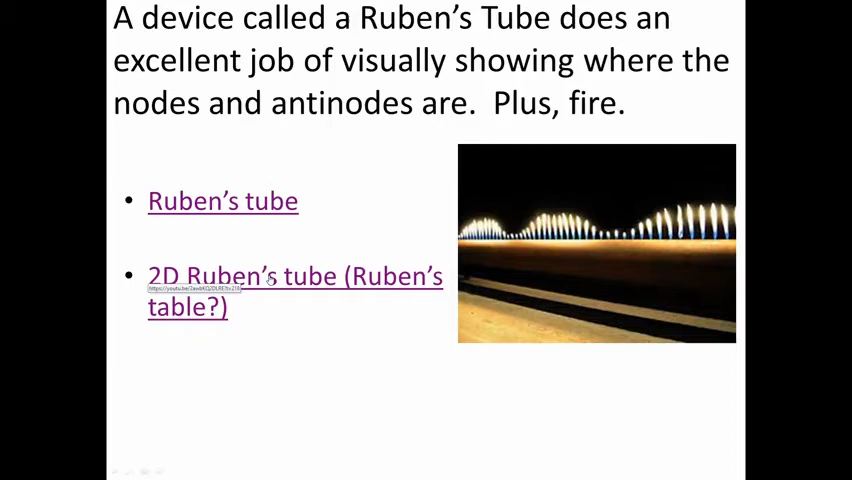 A device called a Ruben’s Tube does an
excellent job of visually showing where the
nodes and antinodes are.  Plus, fire.
• Ruben’s tube
• 2D Ruben’s tube (Ruben’s
table?)